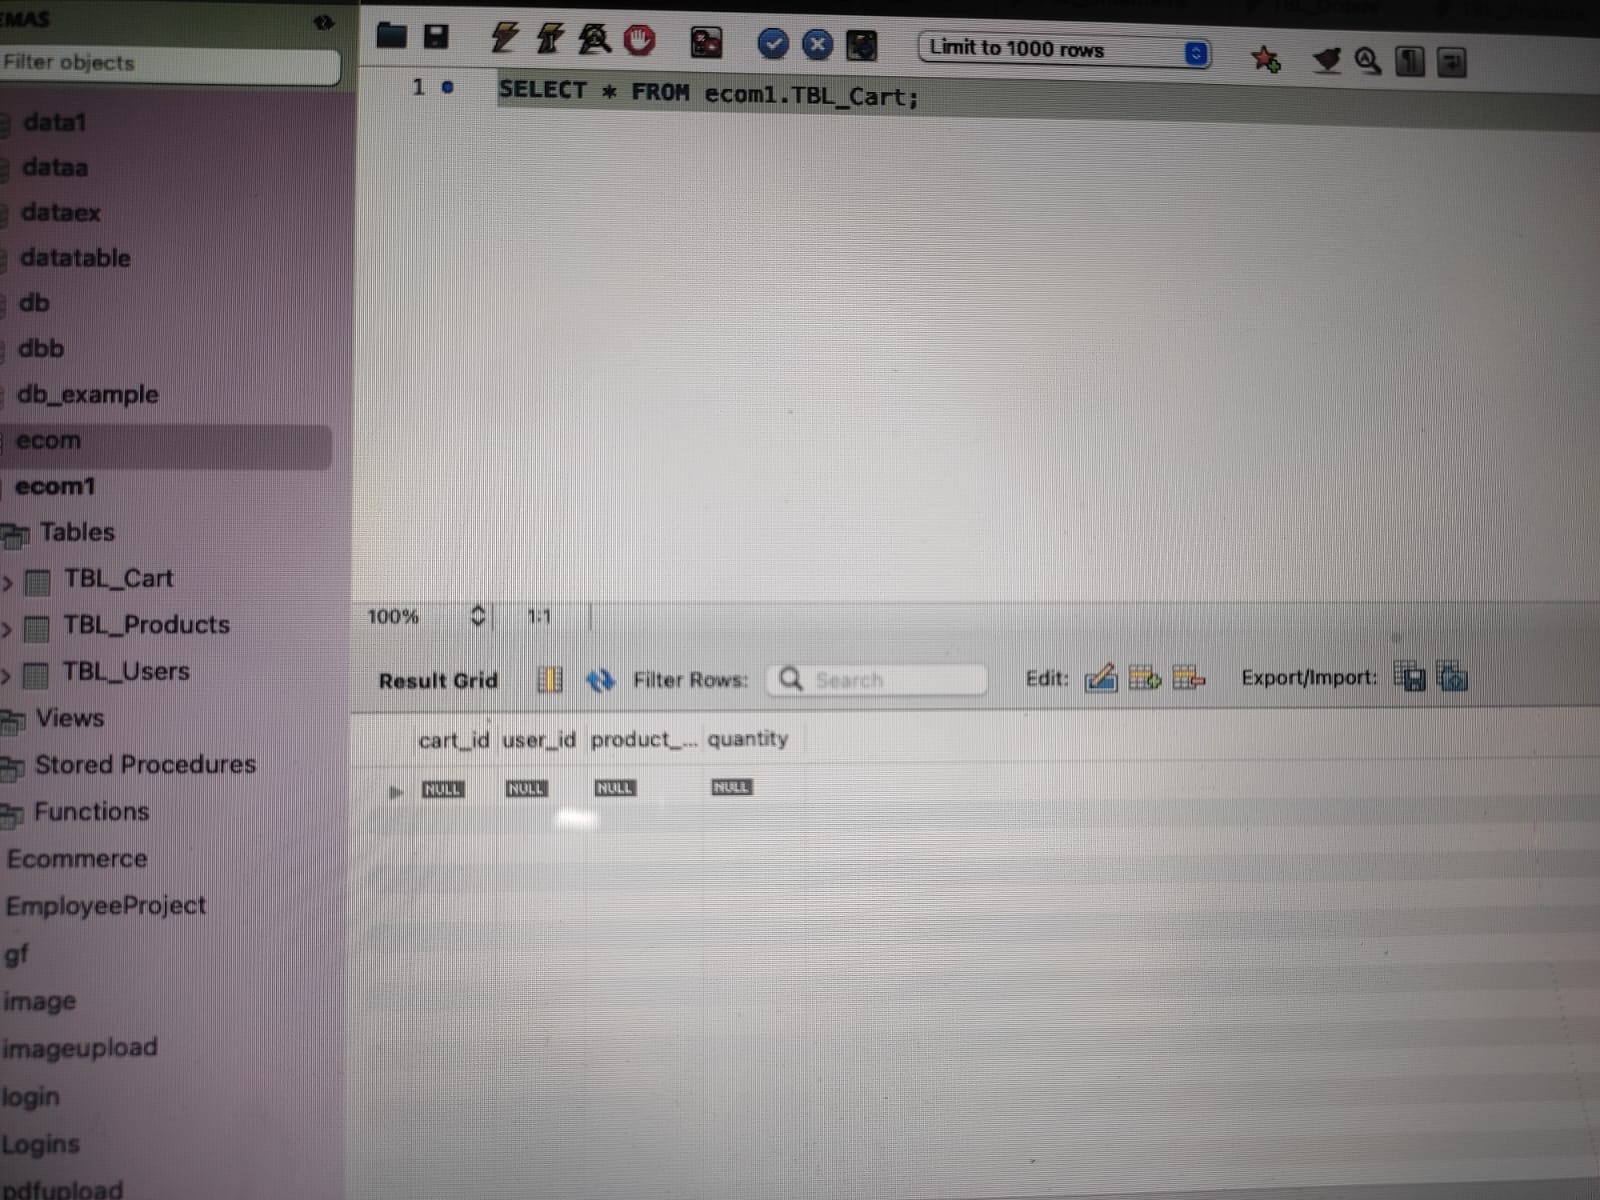 EMAS
Filter objects
data1
dataa
dataex
datatable
db
dbb
db_example
ecom
ecom1
Tables
TBL_Cart
TBL_Products
TBL_Users
Views
Stored Procedures
Functions
Ecommerce
EmployeeProject
gf
image
imageupload
login
Logins
pdfupload
Limit to 1000 rows
1 SELECT * FROM ecom1.TBL_Cart;
100% 1:1
Result Grid Filter Rows: Search Edit: Export/Import:
cart_id user_id product_... quantity
NULL NULL NULL NULL